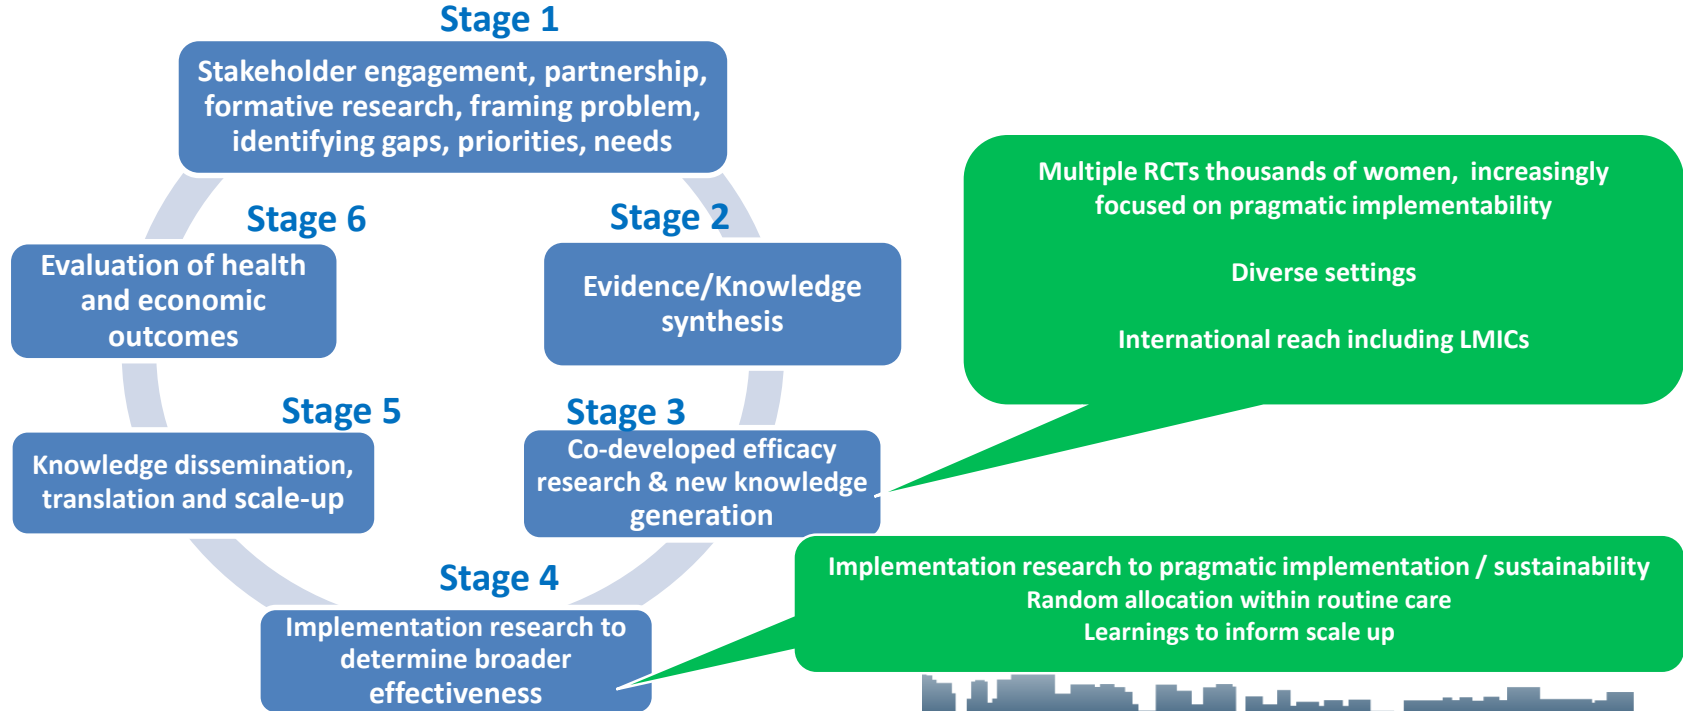 Stage 1
Stakeholder engagement, partnership,
formative research, framing problem,
identifying gaps, priorities, needs
Stage 2
Evidence/Knowledge
synthesis
Stage 3
Co-developed efficacy
research & new knowledge
generation
Multiple RCTs thousands of women, increasingly
focused on pragmatic implementability
Diverse settings
International reach including LMICs
Stage 4
Implementation research to
determine broader
effectiveness
Implementation research to pragmatic implementation / sustainability
Random allocation within routine care
Learnings to inform scale up
Stage 5
Knowledge dissemination,
translation and scale-up
Stage 6
Evaluation of health
and economic
outcomes